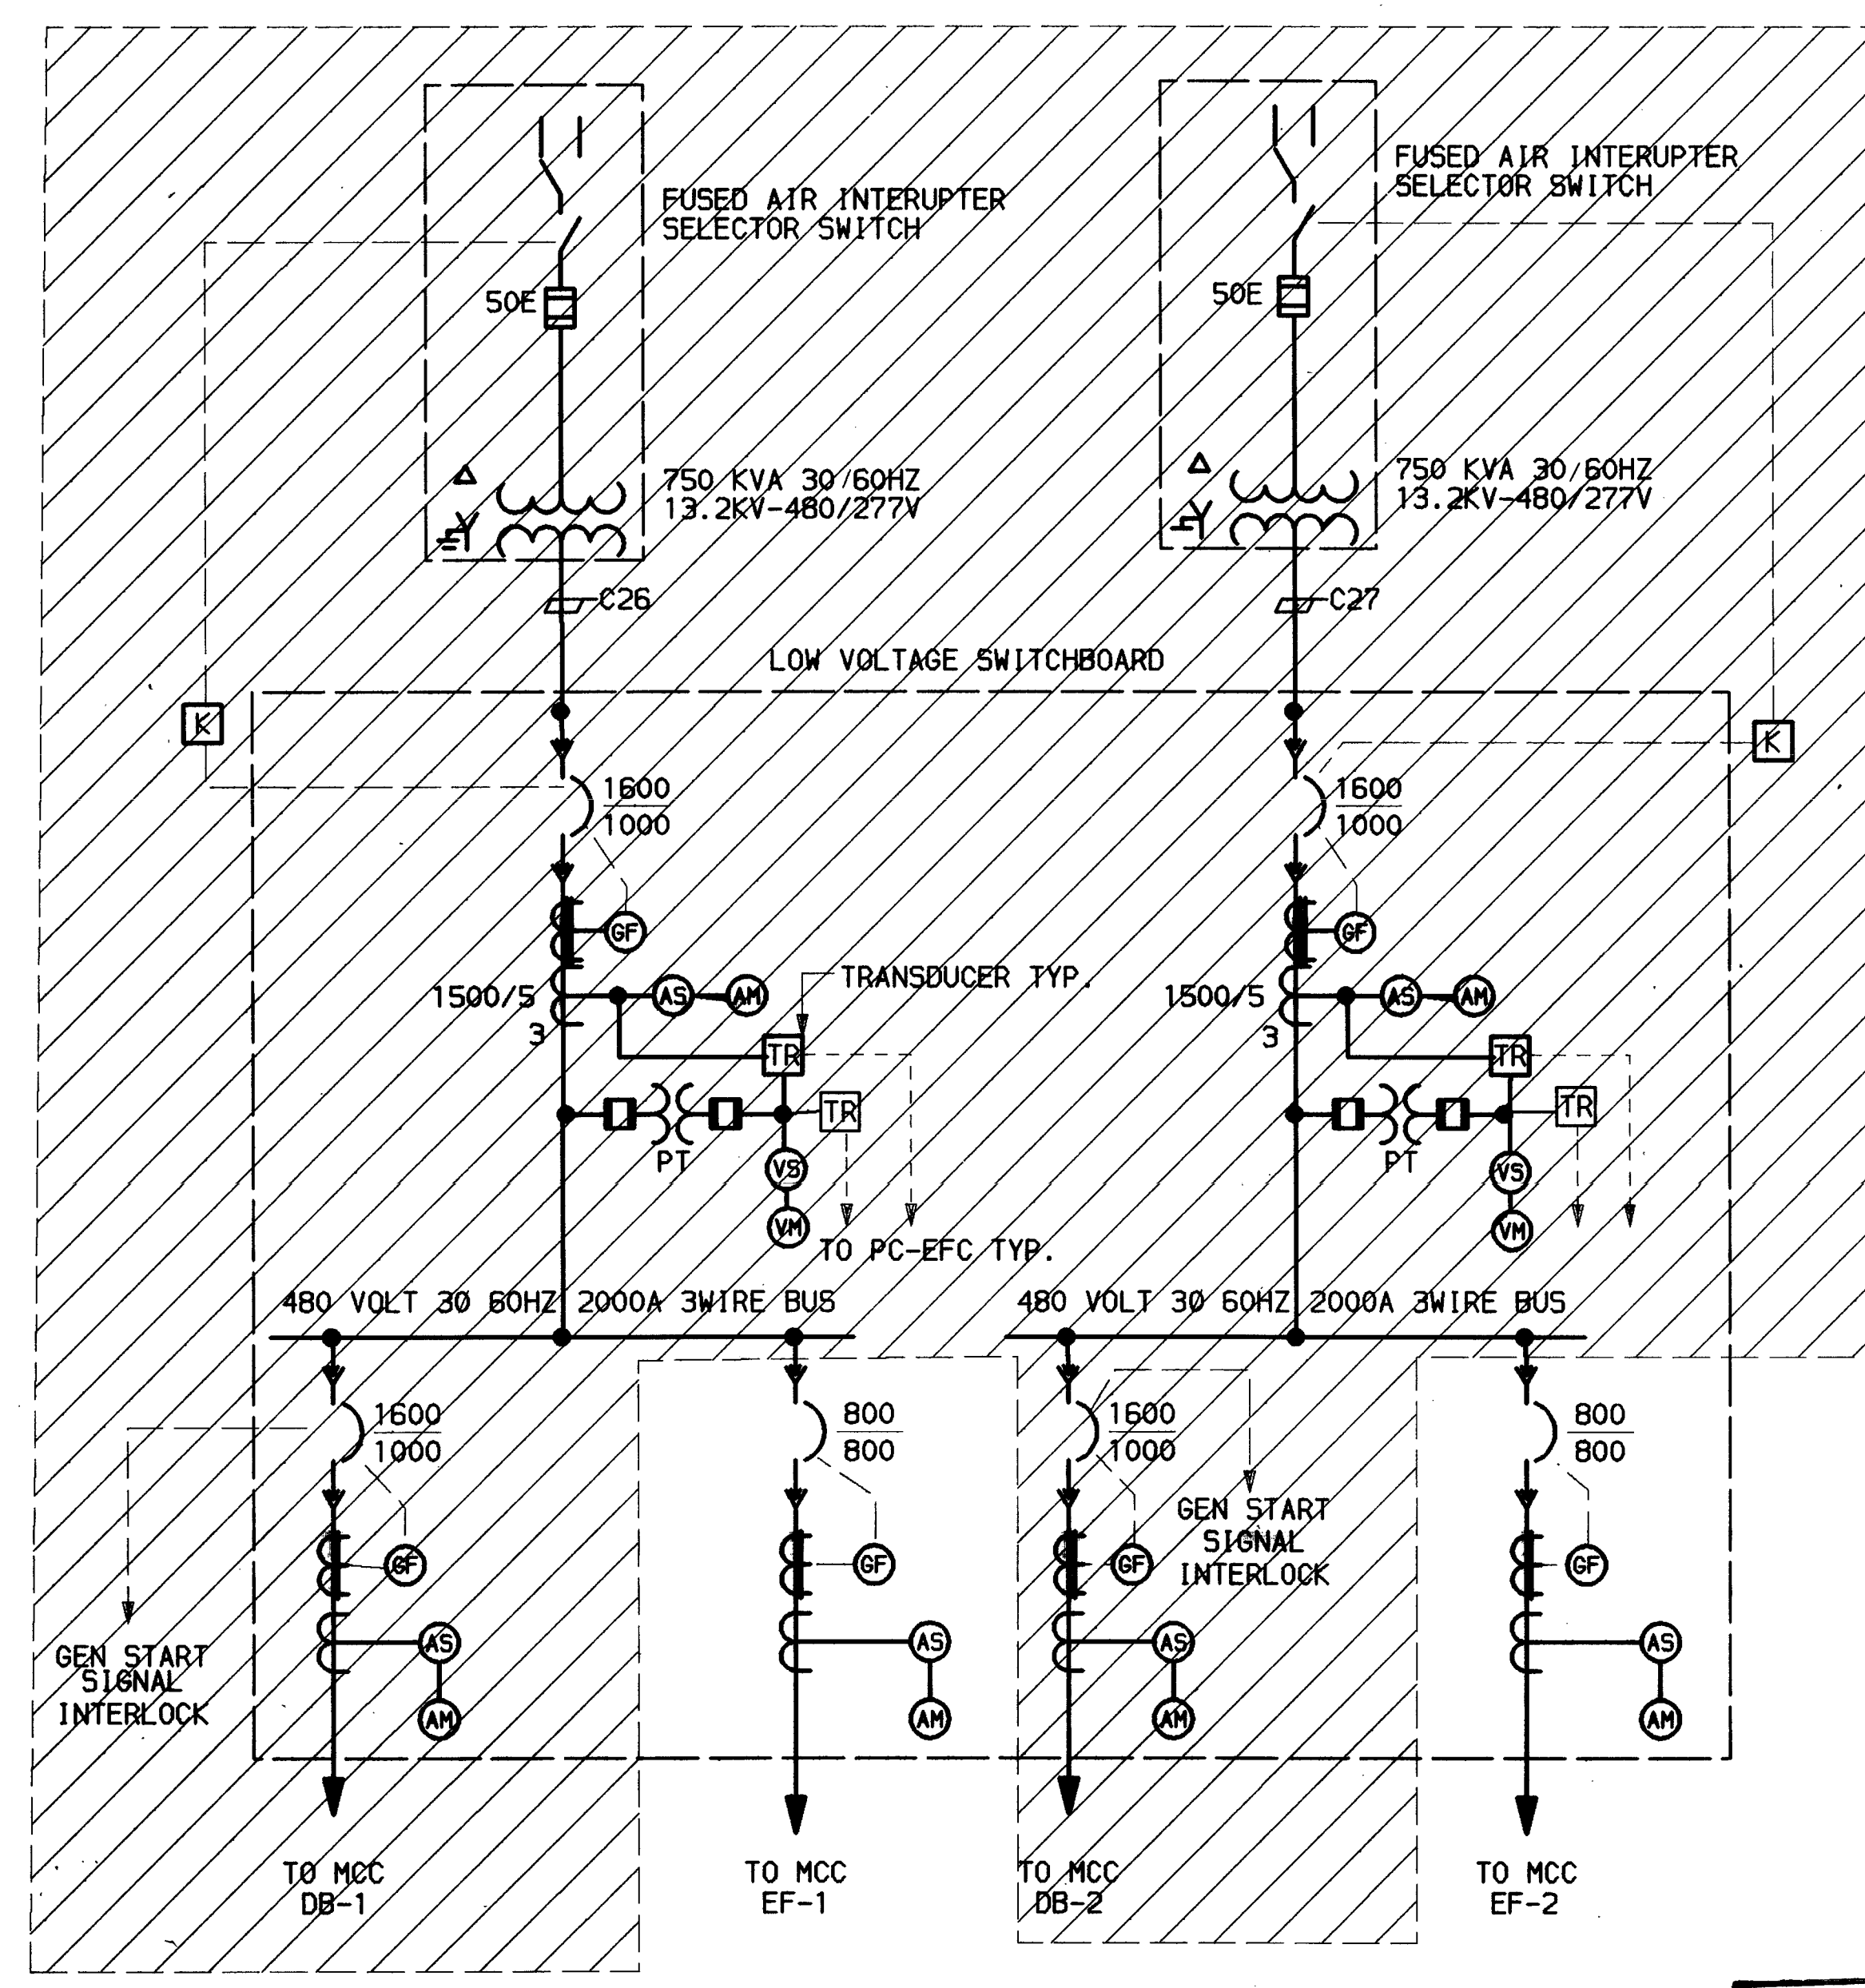 FUSED AIR INTERUPTER
SELECTOR SWITCH
FUSED AIR INTERUPTER
SELECTOR SWITCH
50E
50E
750 KVA 3Ø/60HZ
13.2KV-480/277V
750 KVA 3Ø/60HZ
13.2KV-480/277V
C26
C27
LOW VOLTAGE SWITCHBOARD
K
K
1600
1000
1600
1000
GF
GF
TRANSDUCER TYP.
1500/5
AS
AM
1500/5
AS
AM
3
3
TR
TR
TR
TR
PT
PT
VS
VS
VM
VM
TO PC-EFC TYP.
480 VOLT 3Ø 60HZ 2000A 3WIRE BUS
480 VOLT 3Ø 60HZ 2000A 3WIRE BUS
1600
1000
800
800
1600
1000
800
800
GEN START
SIGNAL
INTERLOCK
GF
GF
GF
GF
AS
AS
AS
AS
GEN START
SIGNAL
INTERLOCK
AM
AM
AM
AM
TO MCC
DB-1
TO MCC
EF-1
TO MCC
DB-2
TO MCC
EF-2